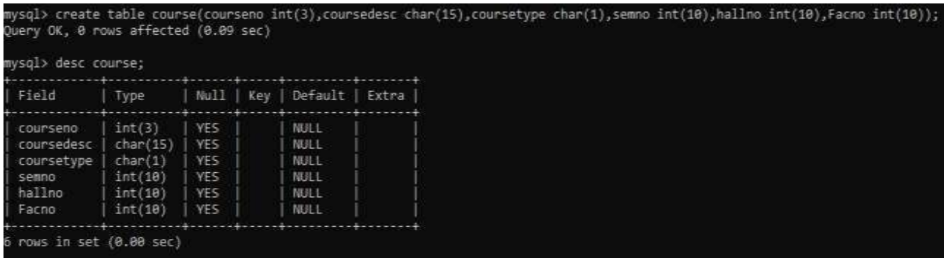 mysql> create table course(courseno int(3),coursedesc char(15),coursetype char(1),semno int(10),hallno int(10),Facno int(10));
Query OK, 0 rows affected (0.09 sec)
mysql> desc course;
+------------+----------+------+-----+---------+-------+
| Field      | Type     | Null | Key | Default | Extra |
+------------+----------+------+-----+---------+-------+
| courseno   | int(3)   | YES  |     | NULL    |       |
| coursedesc | char(15) | YES  |     | NULL    |       |
| coursetype | char(1)  | YES  |     | NULL    |       |
| semno      | int(10)  | YES  |     | NULL    |       |
| hallno     | int(10)  | YES  |     | NULL    |       |
| Facno      | int(10)  | YES  |     | NULL    |       |
+------------+----------+------+-----+---------+-------+
6 rows in set (0.00 sec)